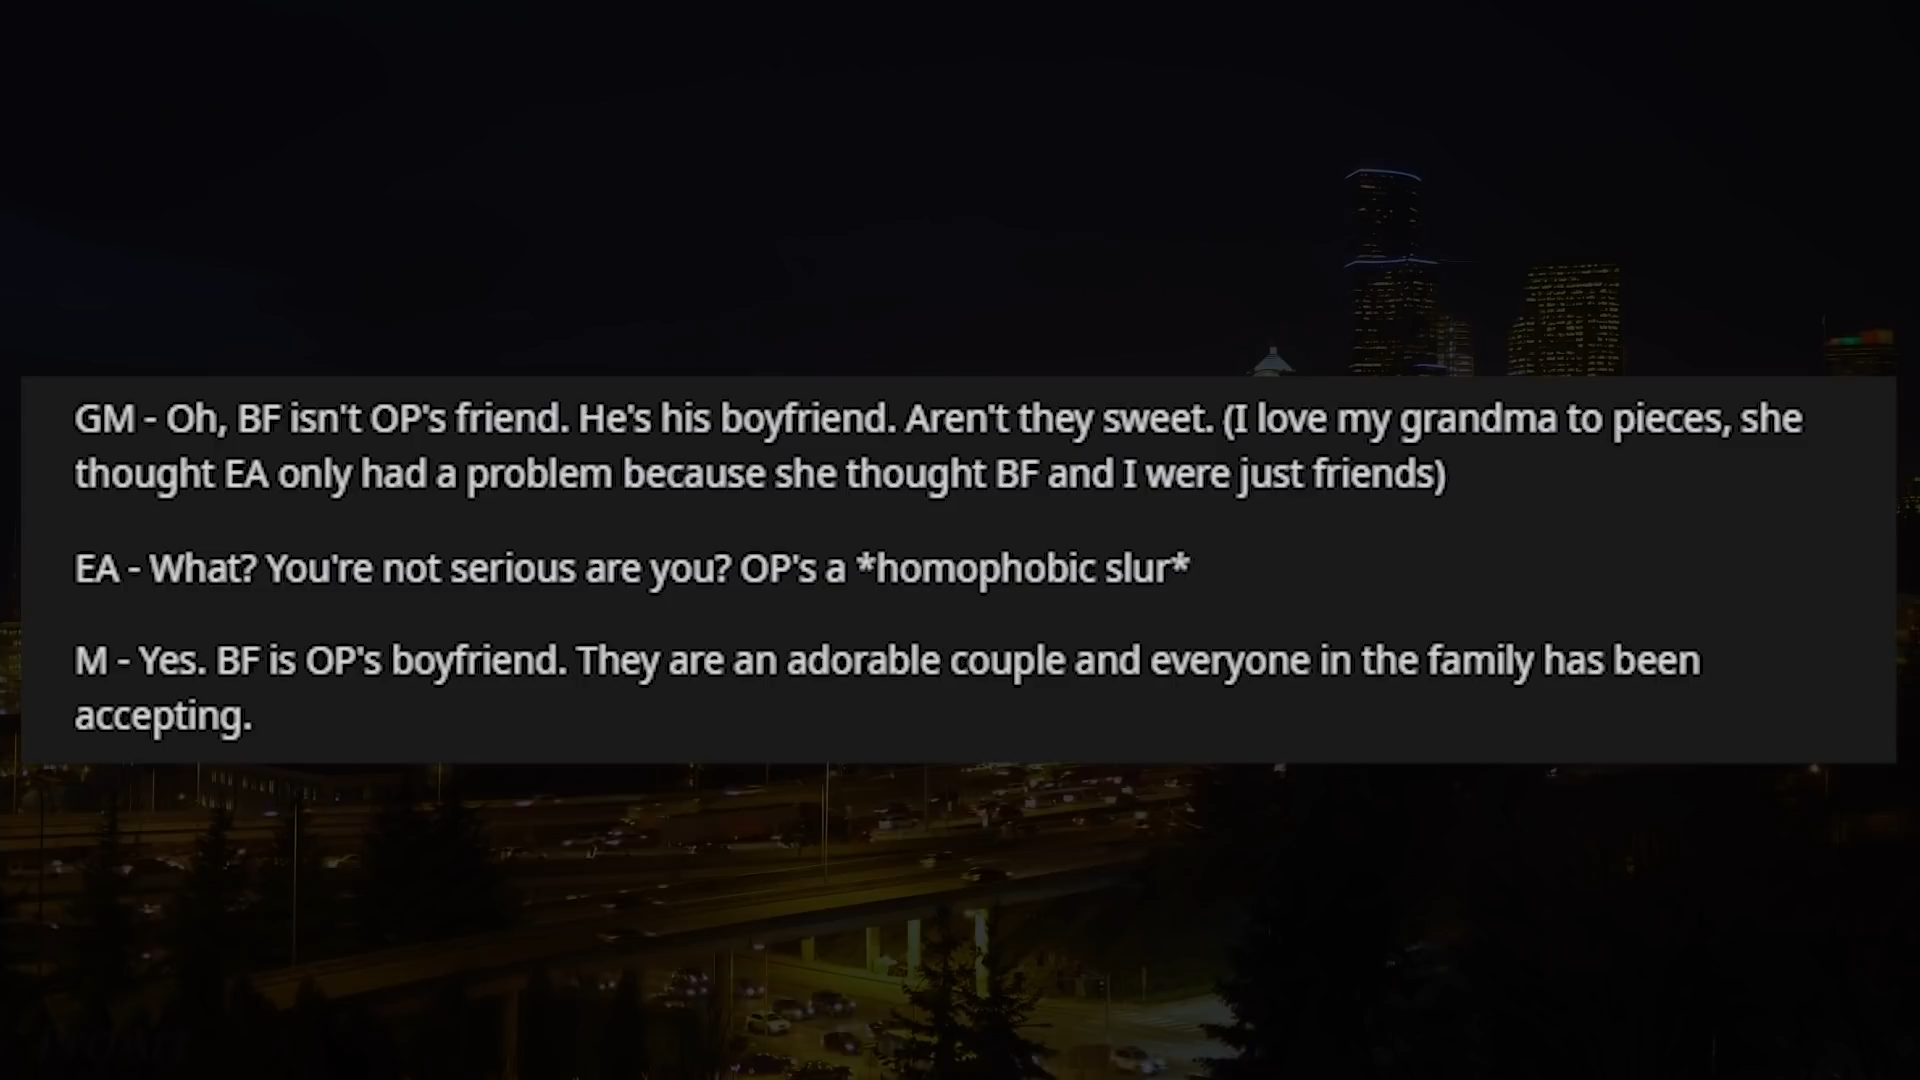 GM - Oh, BF isn't OP's friend. He's his boyfriend. Aren't they sweet. (I love my grandma to pieces, she
thought EA only had a problem because she thought BF and I were just friends)
EA - What? You're not serious are you? OP's a *homophobic slur*
M - Yes. BF is OP's boyfriend. They are an adorable couple and everyone in the family has been
accepting.